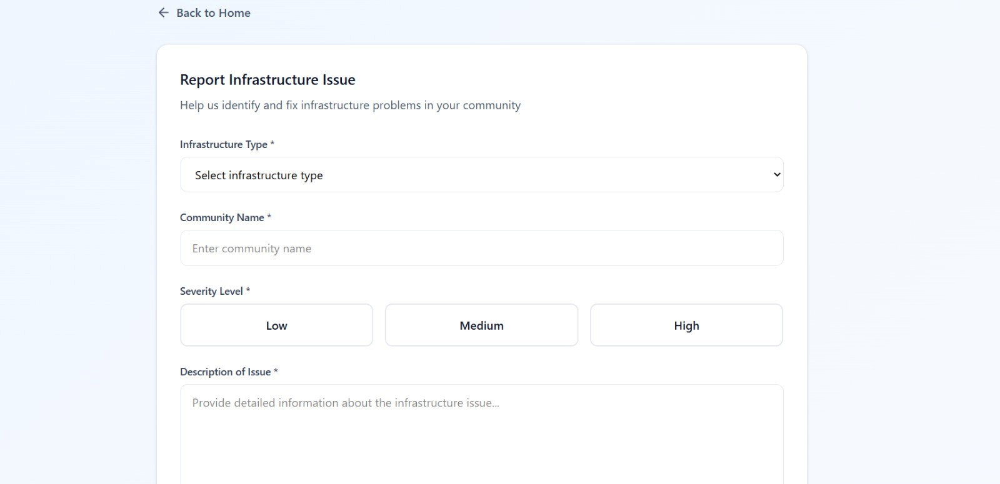 Back to Home
Report Infrastructure Issue
Help us identify and fix infrastructure problems in your community
Infrastructure Type *
Select infrastructure type
Community Name *
Enter community name
Severity Level *
Low Medium High
Description of Issue *
Provide detailed information about the infrastructure issue...